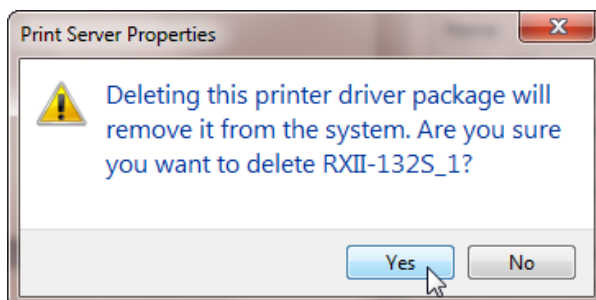 Print Server Properties
Deleting this printer driver package will
remove it from the system. Are you sure
you want to delete RXII-132S_1?
Yes
No